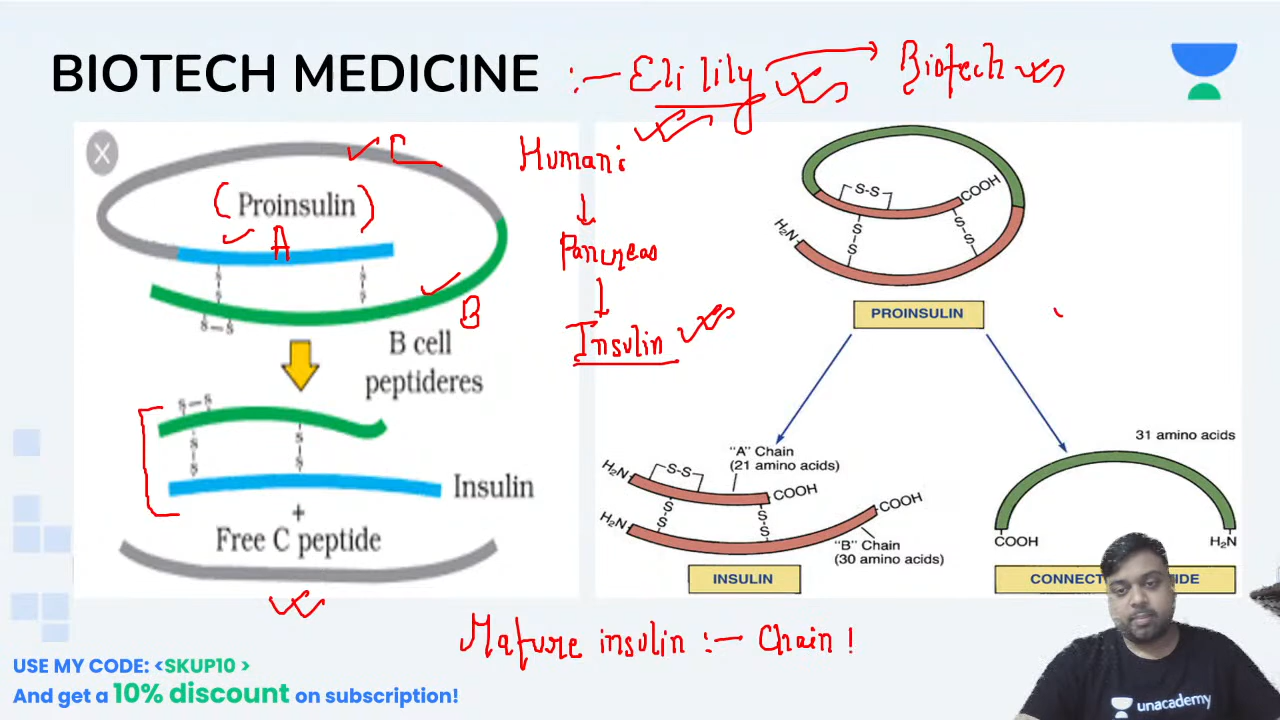 BIOTECH MEDICINE :— Eli lily → Biotech
X
C
(Proinsulin)
A
B
B cell
peptideres
S
S
S
S
S—S
S—S
S
S
S
S
Insulin
+
Free C peptide
Human:
↓
Pancreas
↓
Insulin
S-S
COOH
H₂N
S
S
S
S
PROINSULIN
"A" Chain
(21 amino acids)
H₂N
S-S
COOH
S
S
S
S
H₂N
COOH
"B" Chain
(30 amino acids)
INSULIN
31 amino acids
COOH
H₂N
CONNECT
IDE
Mature insulin :— Chain !
USE MY CODE: <SKUP10 >
And get a 10% discount on subscription!
unacademy